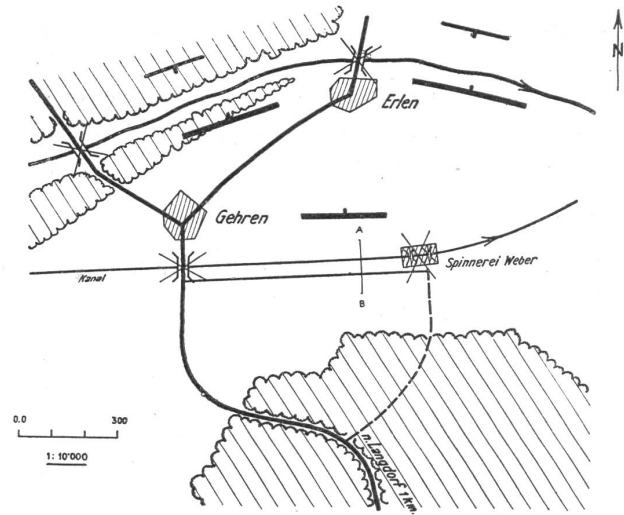 N
Erlen
Gehren
A
Spinnerei Weber
Kanal
B
0.0 300
1:10'000
n. Langdorf 1 km.